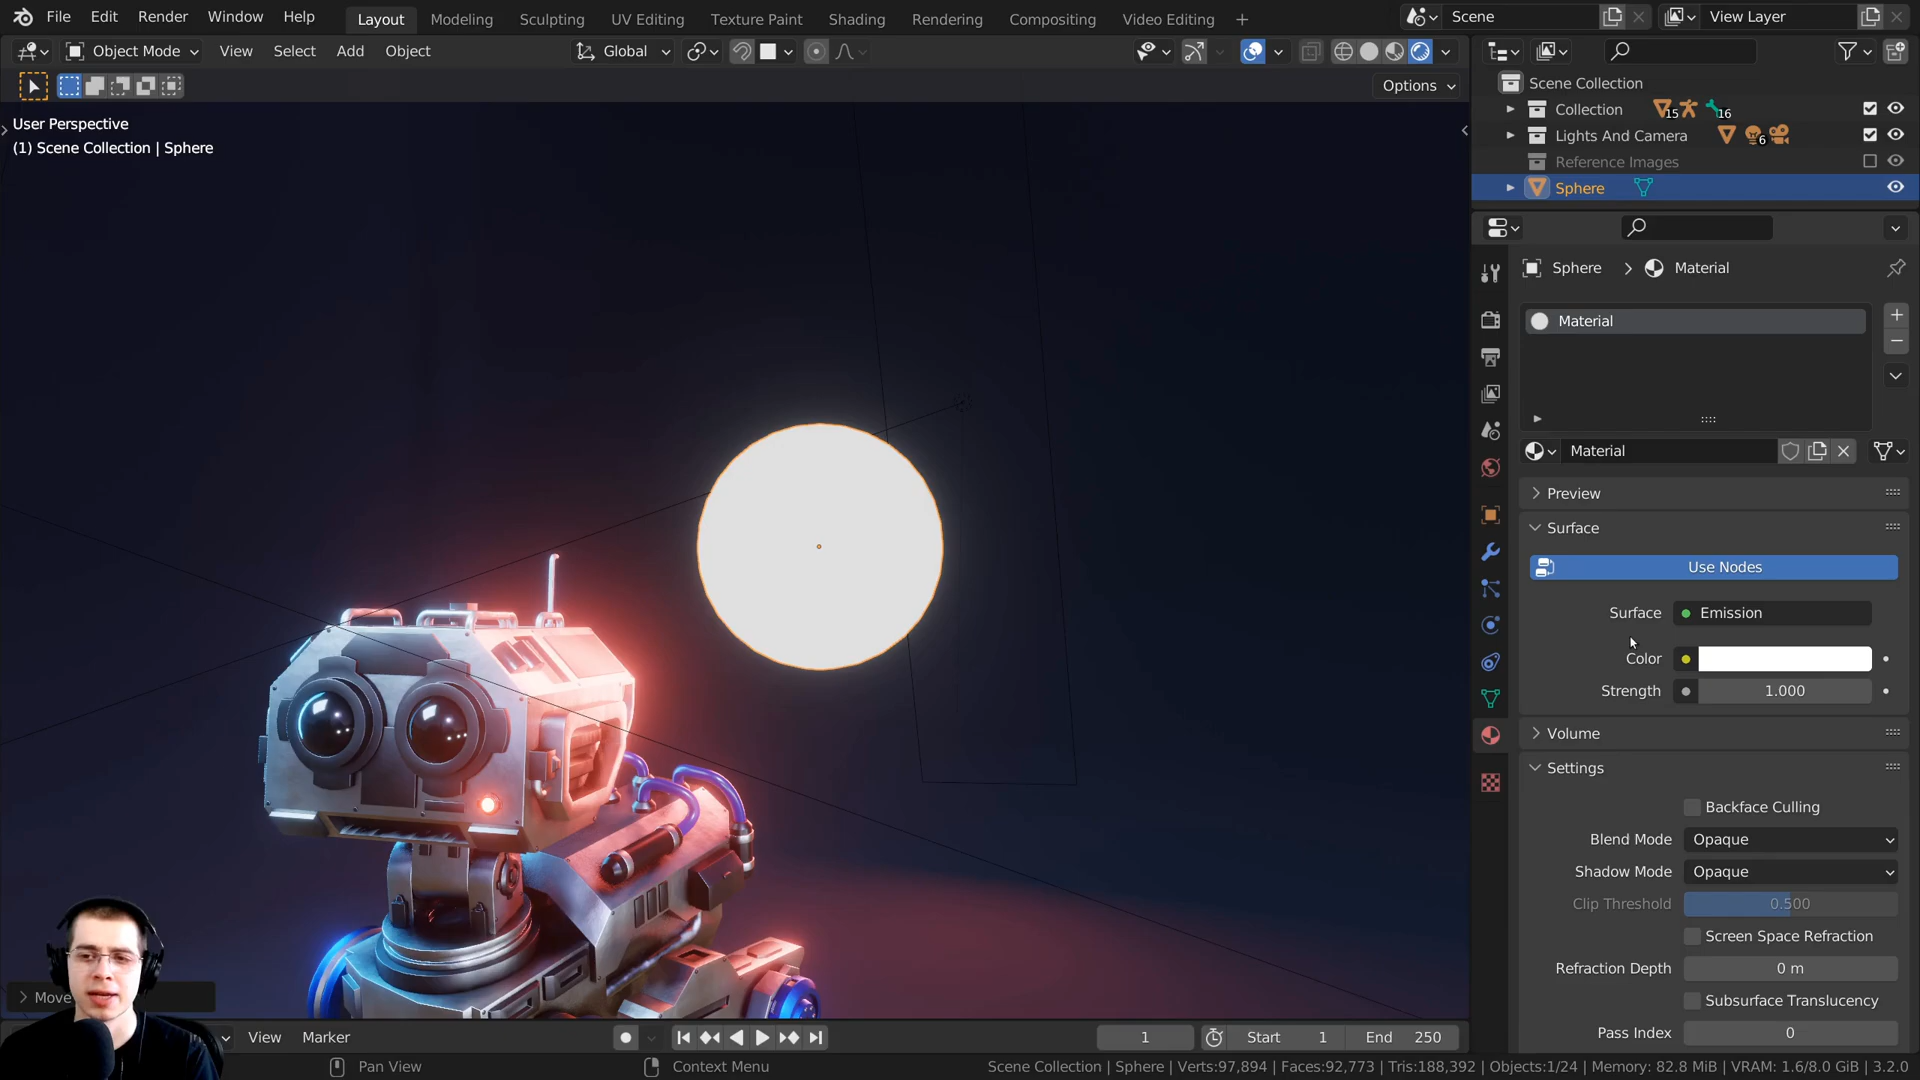 File Edit Render Window Help Layout Modeling Sculpting UV Editing Texture Paint Shading Rendering Compositing Video Editing + Scene View Layer
Object Mode View Select Add Object Global
Options
User Perspective
(1) Scene Collection | Sphere
Scene Collection
Collection 15 16
Lights And Camera 6
Reference Images
Sphere
Sphere > Material
Material
Material
Preview
Surface
Use Nodes
Surface Emission
Color
Strength 1.000
Volume
Settings
Backface Culling
Blend Mode Opaque
Shadow Mode Opaque
Clip Threshold 0.500
Screen Space Refraction
Refraction Depth 0 m
Subsurface Translucency
Pass Index 0
Move
View Marker 1 Start 1 End 250
Pan View Context Menu Scene Collection | Sphere | Verts:97,894 | Faces:92,773 | Tris:188,392 | Objects:1/24 | Memory: 82.8 MiB | VRAM: 1.6/8.0 GiB | 3.2.0